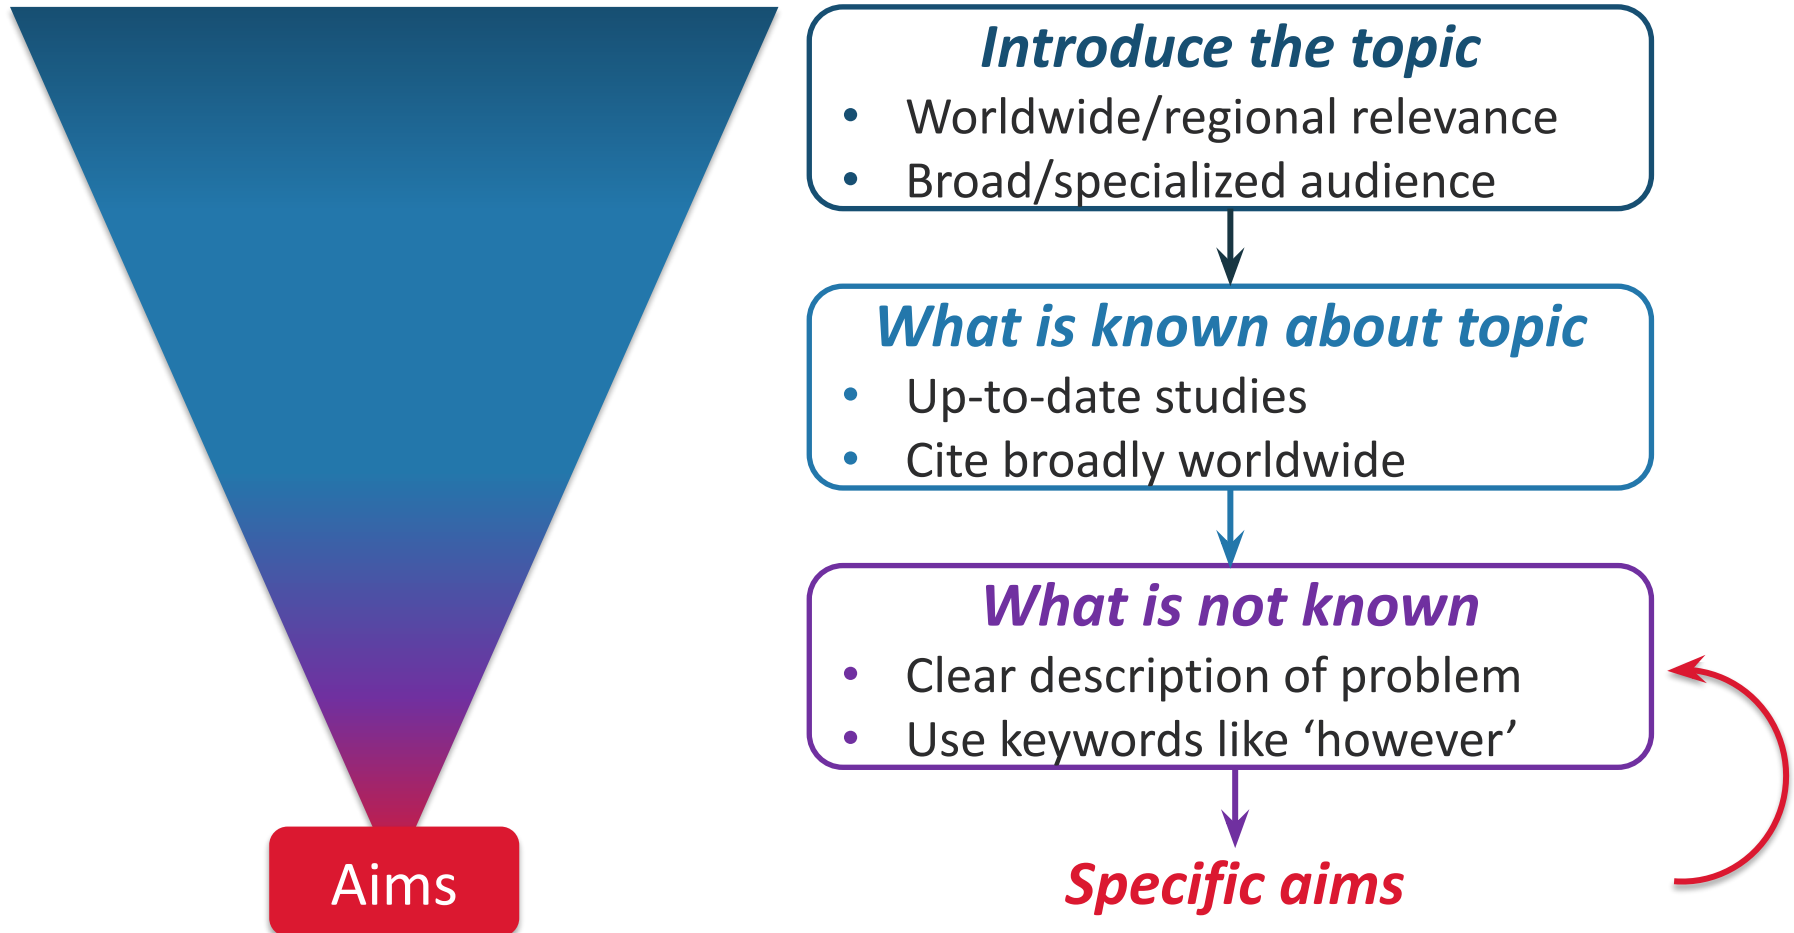 Introduce the topic
• Worldwide/regional relevance
• Broad/specialized audience
What is known about topic
• Up-to-date studies
• Cite broadly worldwide
What is not known
• Clear description of problem
• Use keywords like ‘however’
Aims
Specific aims